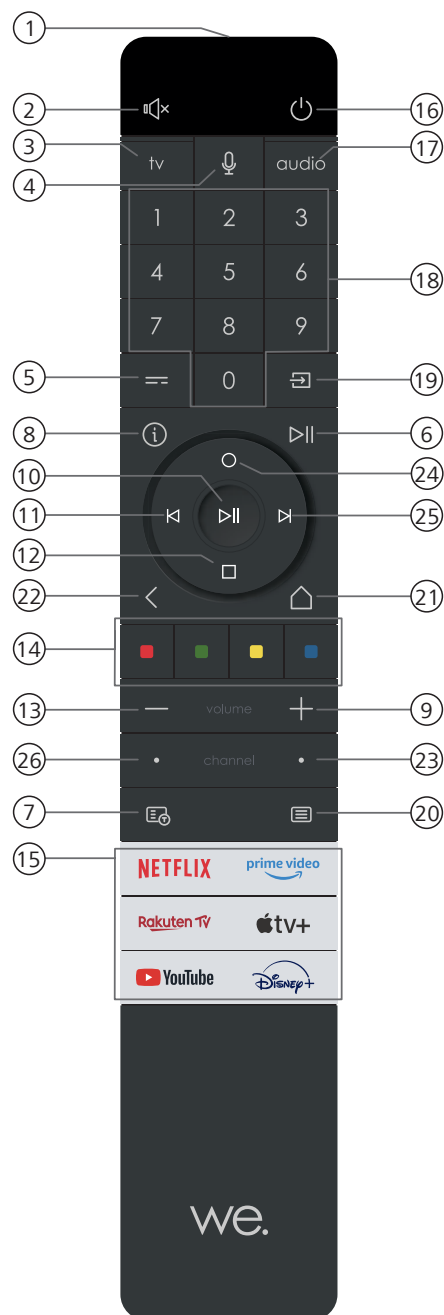 1
2 16
3 tv audio 17
4
1 2 3
4 5 6 18
7 8 9
5 0 19
8 i 6
24
10
11 25
12
22 21
14
13 volume 9
26 channel 23
7 T 20
15
NETFLIX prime video
Rakuten TV tv+
YouTube Disney+
we.